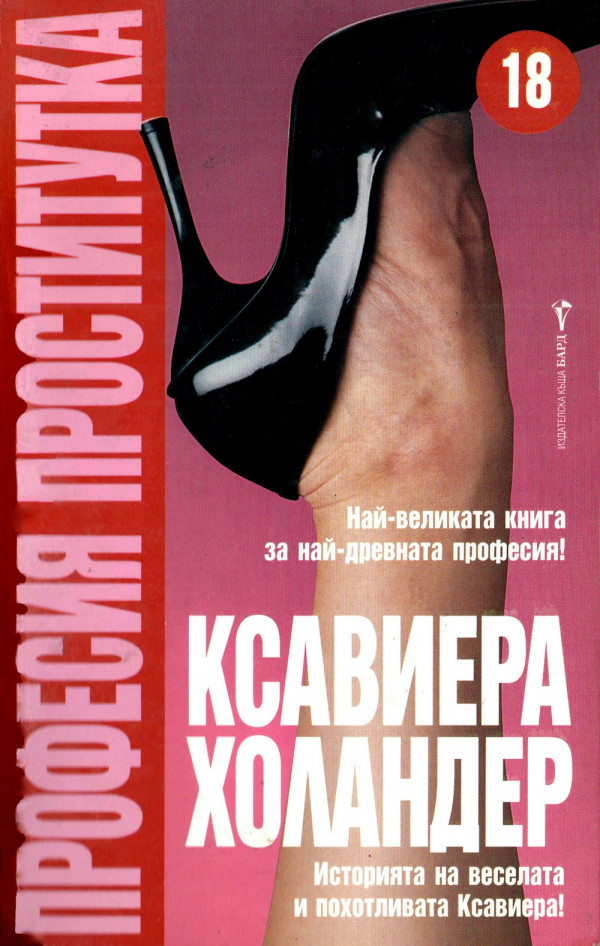 ПРОФЕСИЯ ПРОСТИТУТКА
18
ИЗДАТЕЛСКА КЪЩА БАРД
Най-великата книга
за най-древната професия!
КСАВИЕРА
ХОЛАНДЕР
Историята на веселата
и похотливата Ксавиера!